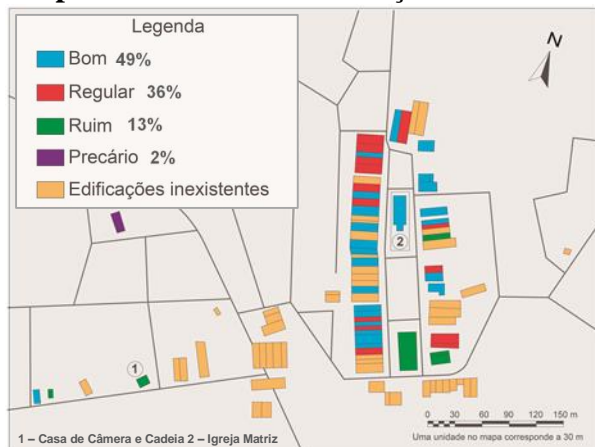 Legenda
Bom 49%
Regular 36%
Ruim 13%
Precário 2%
Edificações inexistentes
N
2
1
0 30 60 90 120 150 m
Uma unidade no mapa corresponde a 30 m
1 – Casa de Câmera e Cadeia 2 – Igreja Matriz